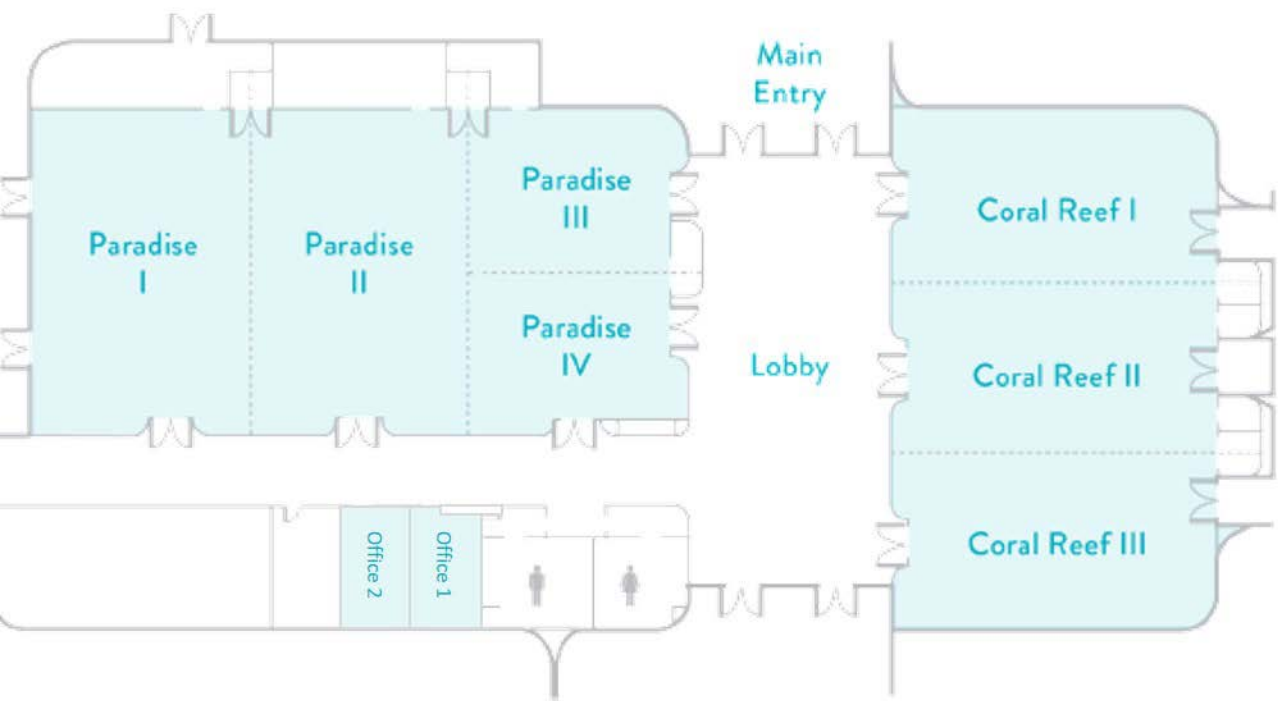 Main
Entry
Paradise
I
Paradise
II
Paradise
III
Paradise
IV
Lobby
Coral Reef I
Coral Reef II
Coral Reef III
Office 2
Office 1